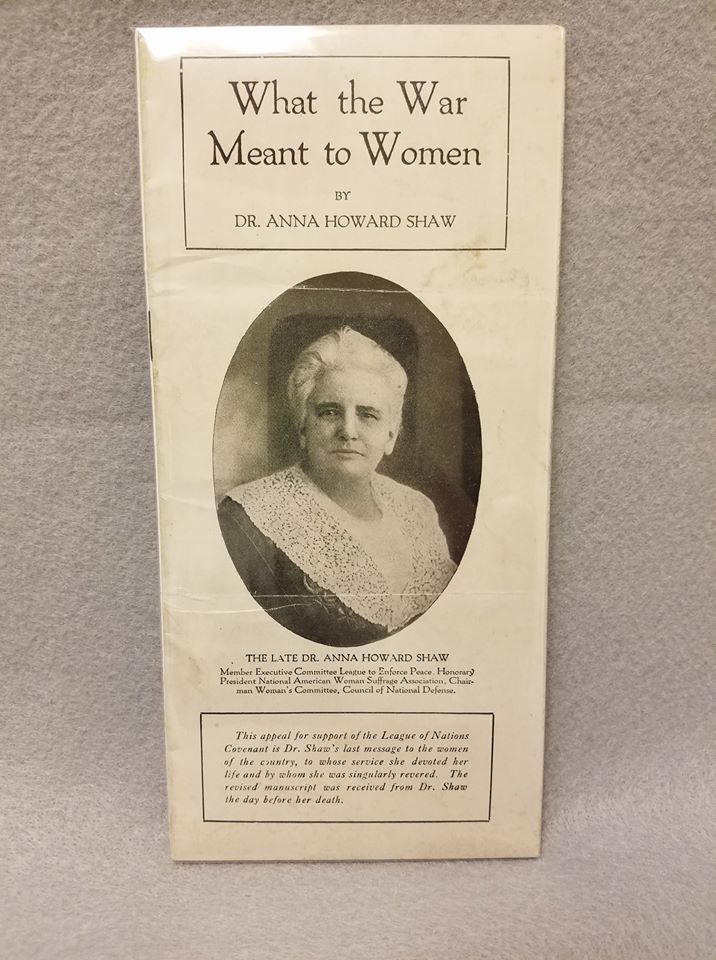 What the War
Meant to Women
BY
DR. ANNA HOWARD SHAW
THE LATE DR. ANNA HOWARD SHAW
Member Executive Committee League to Enforce Peace. Honorary
President National American Woman Suffrage Association, Chair-
man Woman's Committee, Council of National Defense.
This appeal for support of the League of Nations
Covenant is Dr. Shaw's last message to the women
of the country, to whose service she devoted her
life and by whom she was singularly revered. The
revised manuscript was received from Dr. Shaw
the day before her death.